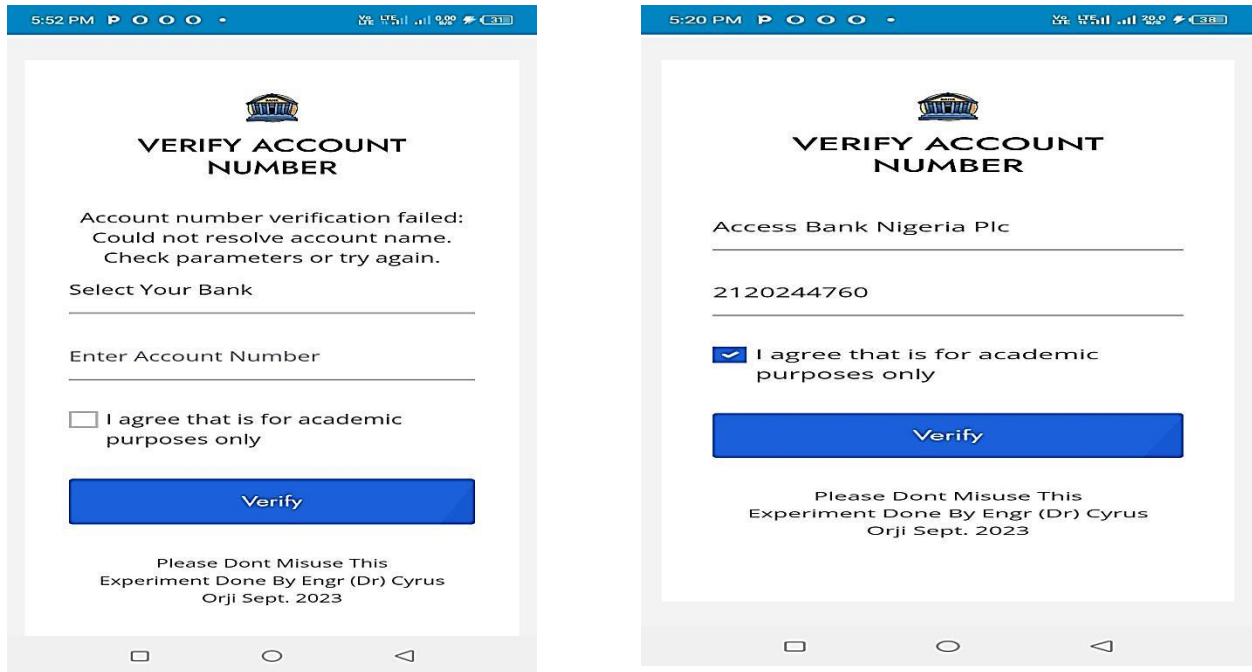 5:52 PM
31
VERIFY ACCOUNT
NUMBER
Account number verification failed:
Could not resolve account name.
Check parameters or try again.
Select Your Bank
Enter Account Number
I agree that is for academic
purposes only
Verify
Please Dont Misuse This
Experiment Done By Engr (Dr) Cyrus
Orji Sept. 2023
5:20 PM
38
VERIFY ACCOUNT
NUMBER
Access Bank Nigeria Plc
2120244760
I agree that is for academic
purposes only
Verify
Please Dont Misuse This
Experiment Done By Engr (Dr) Cyrus
Orji Sept. 2023